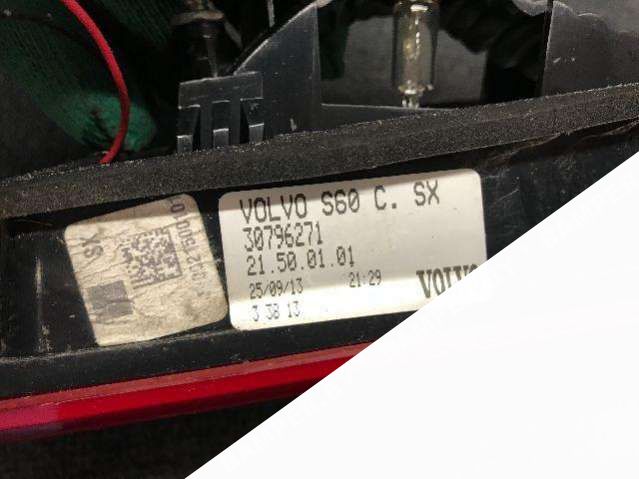 VOLVO S60 C. SX
30796271
21.50.01.01
25/09/13 21:29
3 38 13
VOLVO
SX